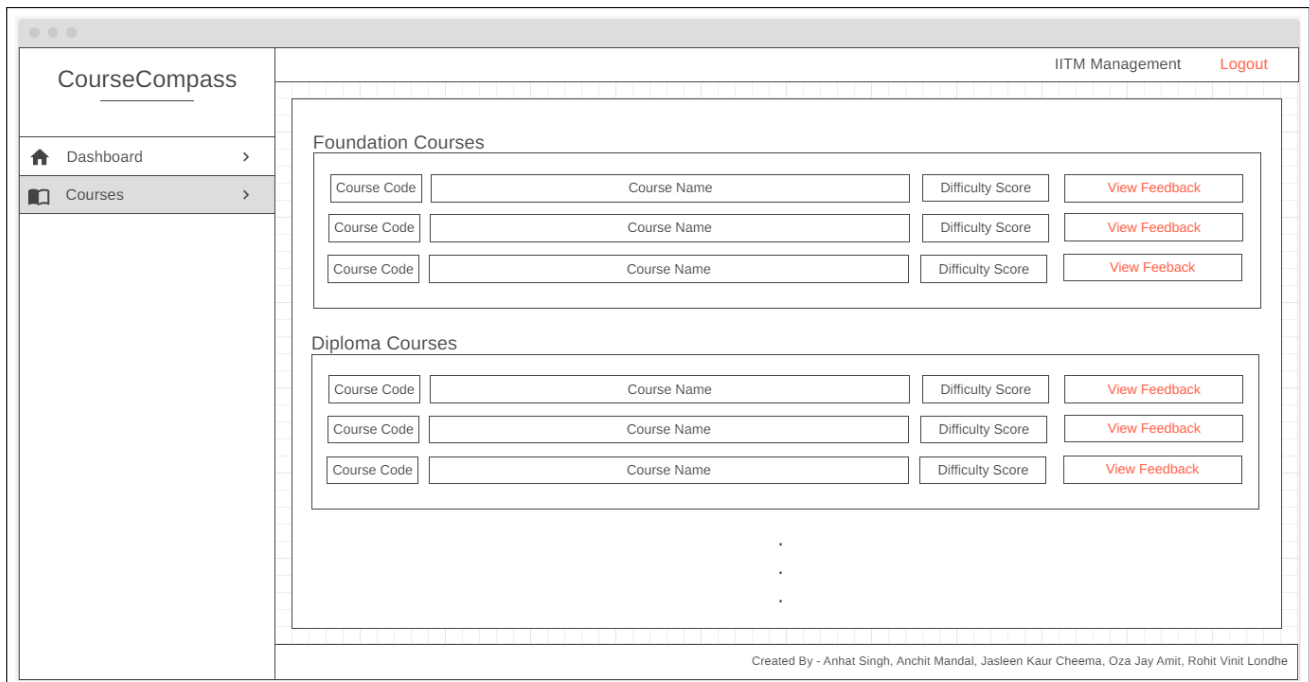 CourseCompass
IITM Management Logout
Dashboard
Courses
Foundation Courses
Course Code Course Name Difficulty Score View Feedback
Course Code Course Name Difficulty Score View Feedback
Course Code Course Name Difficulty Score View Feeback
Diploma Courses
Course Code Course Name Difficulty Score View Feedback
Course Code Course Name Difficulty Score View Feedback
Course Code Course Name Difficulty Score View Feedback
.
.
.
Created By - Anhat Singh, Anchit Mandal, Jasleen Kaur Cheema, Oza Jay Amit, Rohit Vinit Londhe